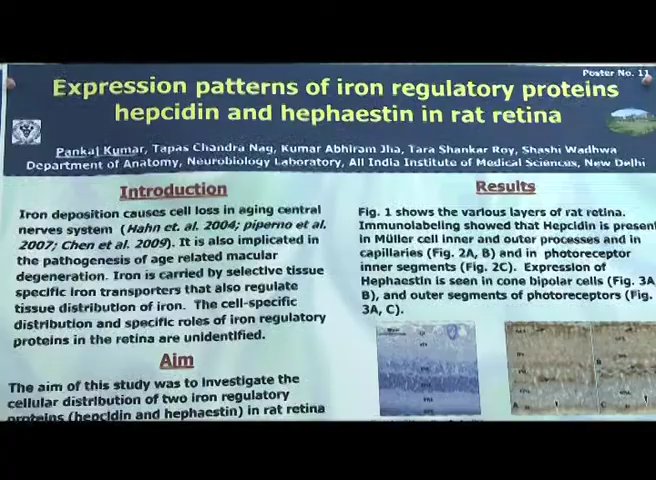 Poster No. 11
Expression patterns of iron regulatory proteins
hepcidin and hephaestin in rat retina
Pankaj Kumar, Tapas Chandra Nag, Kumar Abhiram Jha, Tara Shankar Roy, Shashi Wadhwa
Department of Anatomy, Neurobiology Laboratory, All India Institute of Medical Sciences, New Delhi
Introduction
Iron deposition causes cell loss in aging central
nerves system (Hahn et. al. 2004; piperno et al.
2007; Chen et al. 2009). It is also implicated in
the pathogenesis of age related macular
degeneration. Iron is carried by selective tissue
specific iron transporters that also regulate
tissue distribution of iron. The cell-specific
distribution and specific roles of iron regulatory
proteins in the retina are unidentified.
Aim
The aim of this study was to investigate the
cellular distribution of two iron regulatory
proteins (hepcidin and hephaestin) in rat retina
Results
Fig. 1 shows the various layers of rat retina.
Immunolabeling showed that Hepcidin is present
in Müller cell inner and outer processes and in
capillaries (Fig. 2A, B) and in photoreceptor
inner segments (Fig. 2C). Expression of
Hephaestin is seen in cone bipolar cells (Fig. 3A,
B), and outer segments of photoreceptors (Fig.
3A, C).